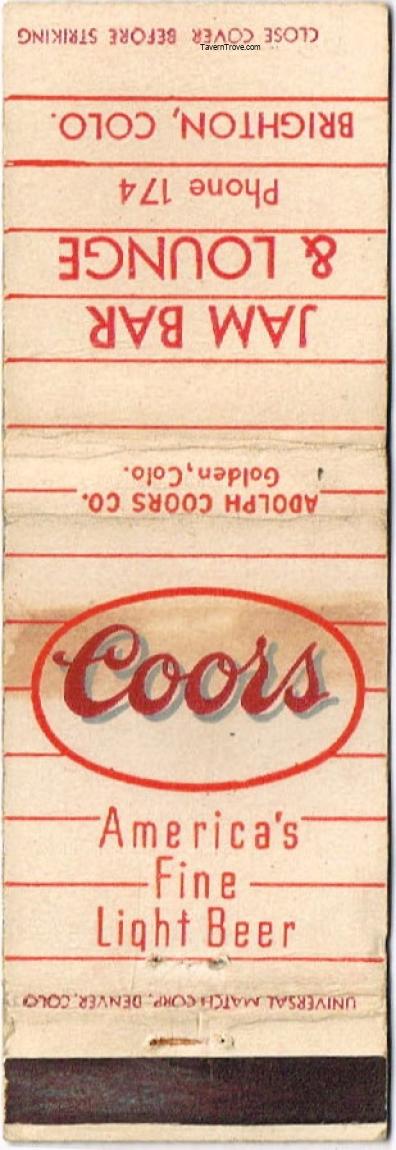 CLOSE COVER BEFORE STRIKING
TavernTrove.com
BRIGHTON, COLO.
Phone 174
& LOUNGE
JAM BAR
ADOLPH COORS CO.
Golden, Colo.
Coors
America's
Fine
Light Beer
UNIVERSAL MATCH CORP. DENVER, COLO